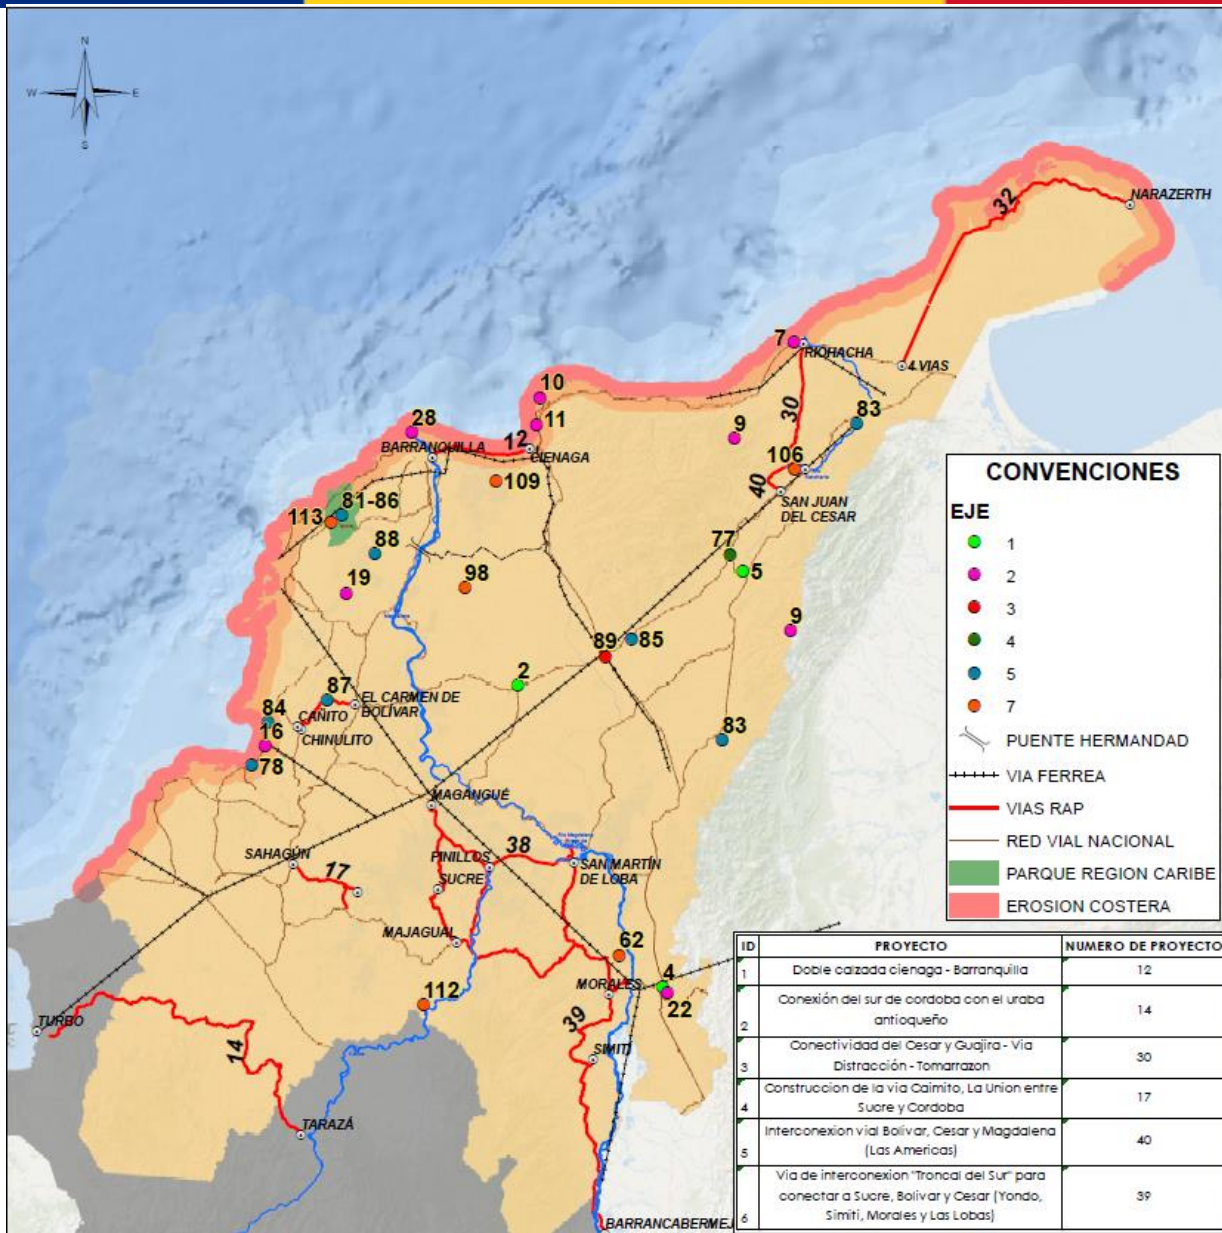 N
W E
S
NARAZERTH
32
7
RIOHACHA
4 VIAS
10
30
28
11
9
83
BARRANQUILLA
12
CIENAGA
106
109
40
SAN JUAN
DEL CESAR
81-86
113
88
77
5
19
98
9
89
85
2
87
EL CARMEN DE
BOLÍVAR
84
CAÑITO
16
CHINULITO
83
78
MAGANGUÉ
38
SAHAGÚN
PINILLOS
SAN MARTÍN
DE LOBA
17
SUCRE
MAJAGUAL
62
4
MORALES
22
112
39
TURBO
14
SIMITÍ
TARAZÁ
BARRANCABERMEJ
CONVENCIONES
EJE
1
2
3
4
5
7
PUENTE HERMANDAD
VIA FERREA
VIAS RAP
RED VIAL NACIONAL
PARQUE REGION CARIBE
EROSION COSTERA
ID PROYECTO NUMERO DE PROYECTO
1 Doble calzada cienaga - Barranquilla 12
Conexión del sur de cordoba con el uraba
2 antioqueño 14
Conectividad del Cesar y Guajira - Via
3 Distracción - Tomarrazon 30
Construccion de la via Caimito, La Union entre
4 Sucre y Cordoba 17
Interconexion vial Bolivar, Cesar y Magdalena
5 (Las Americas) 40
Via de interconexion "Troncal del Sur" para
conectar a Sucre, Bolivar y Cesar (Yondo, 39
6 Simiti, Morales y Las Lobas)